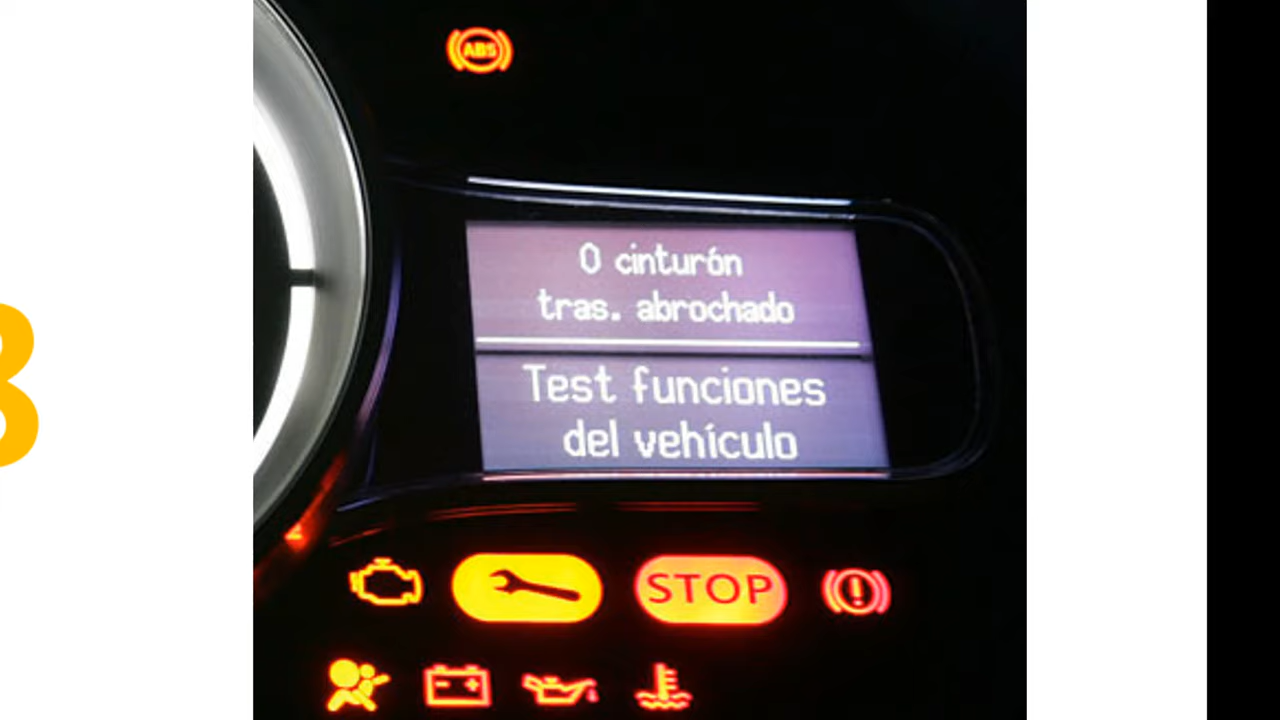 ABS
0 cinturón
tras. abrochado
Test funciones
del vehículo
STOP